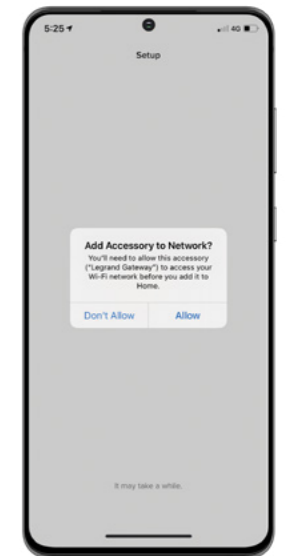 5:25
4G
Setup
Add Accessory to Network?
You'll need to allow this accessory
("Legrand Gateway") to access your
Wi-Fi network before you add it to
Home.
Don't Allow Allow
It may take a while.